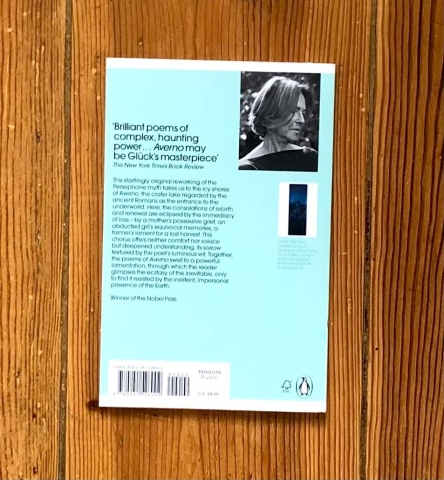 'Brilliant poems of
complex, haunting
power... Averno may
be Glück's masterpiece'
The New York Times Book Review
This startlingly original reworking of the
Persephone myth takes us to the icy shores
of Averno, the crater lake regarded by the
ancient Romans as the entrance to the
underworld. Here, the consolations of rebirth
and renewal are eclipsed by the immediacy
of loss – by a mother's possessive grief, an
abducted girl's equivocal memories, a
farmer's lament for a lost harvest. This
chorus offers neither comfort nor solace
but deepened understanding, its sorrow
textured by the poet's luminous wit. Together,
the poems of Averno swell to a powerful
lamentation, through which the reader
glimpses the ecstasy of the inevitable, only
to find it resisted by the insistent, impersonal
presence of the Earth.
Winner of the Nobel Prize
PENGUIN
Poetry